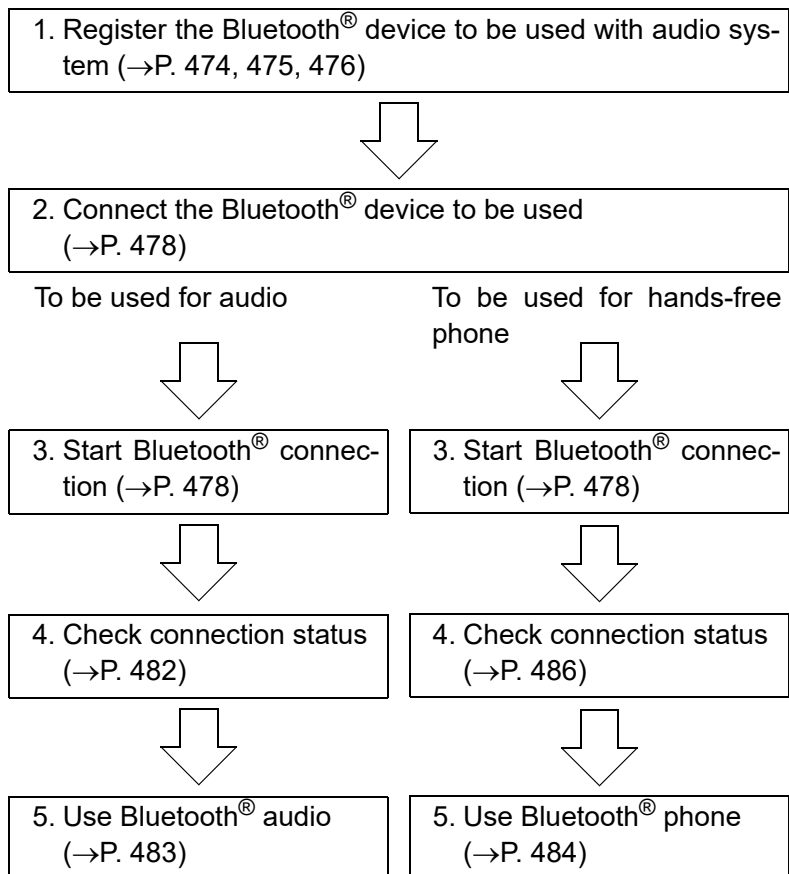 1. Register the Bluetooth® device to be used with audio sys-
tem (→P. 474, 475, 476)
2. Connect the Bluetooth® device to be used
(→P. 478)
To be used for audio
To be used for hands-free
phone
3. Start Bluetooth® connec-
tion (→P. 478)
3. Start Bluetooth® connec-
tion (→P. 478)
4. Check connection status
(→P. 482)
4. Check connection status
(→P. 486)
5. Use Bluetooth® audio
(→P. 483)
5. Use Bluetooth® phone
(→P. 484)